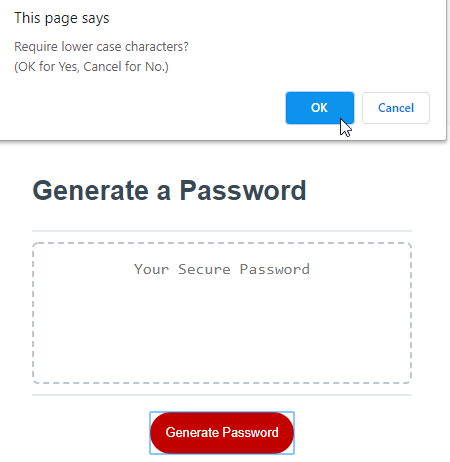 This page says
Require lower case characters?
(OK for Yes, Cancel for No.)
OK
Cancel
Generate a Password
Your Secure Password
Generate Password